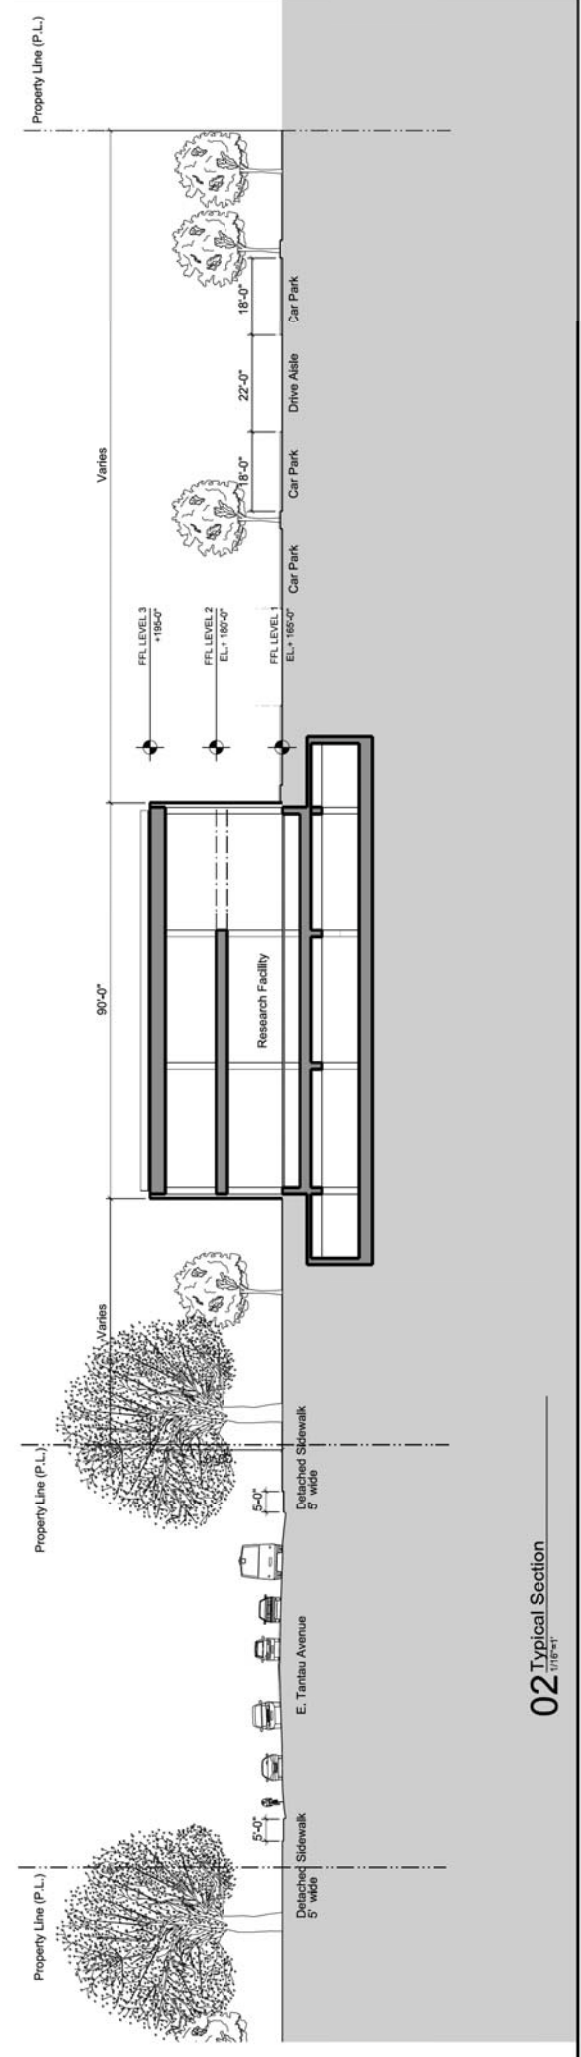 Property Line (P.L.)
Property Line (P.L.)
Property Line (P.L.)
Varies
90'-0"
Varies
FFL LEVEL 3
+195-0"
FFL LEVEL 2
EL.+ 180'-0"
FFL LEVEL 1
EL.+ 165'-0"
5'-0"
5-0"
18'-0"
22'-0"
18'-0"
Research Facility
Detached Sidewalk
5' wide
E. Tantau Avenue
Detached Sidewalk
5' wide
Car Park
Car Park
Drive Aisle
Car Park
02 Typical Section
1/16"=1'